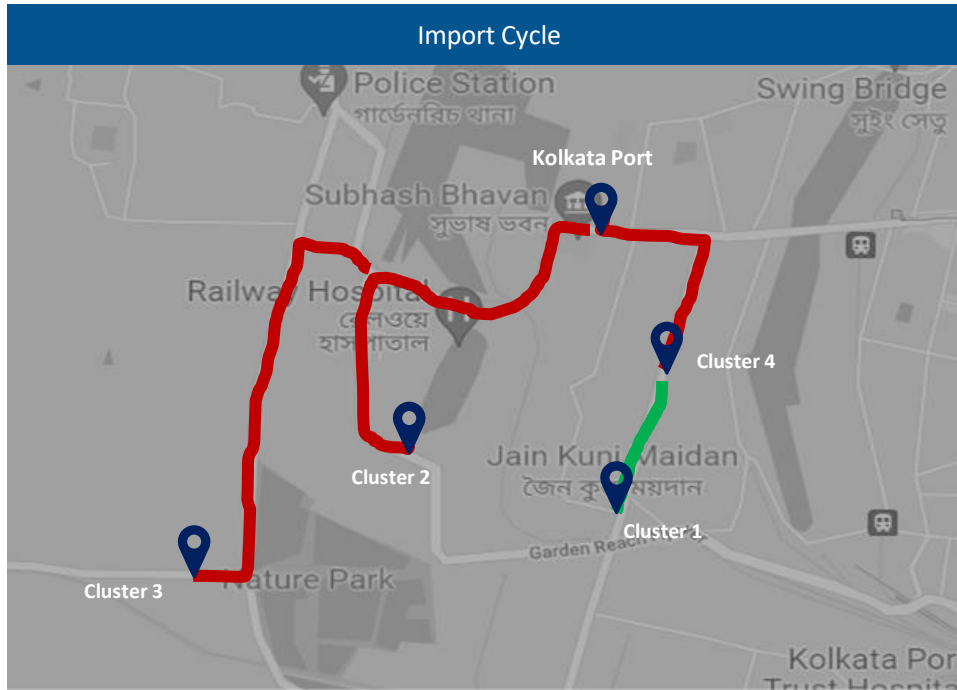 Import Cycle
Police Station
গার্ডেনরিচ থানা
Swing Bridge
সুইং সেতু
Kolkata Port
Subhash Bhavan
সুভাষ ভবন
Railway Hospital
রেলওয়ে
হাসপাতাল
Cluster 4
Cluster 2
Jain Kunj Maidan
জৈন কু ময়দান
Cluster 1
Garden Reach
Cluster 3
Nature Park
Kolkata Por
Trust Hospital